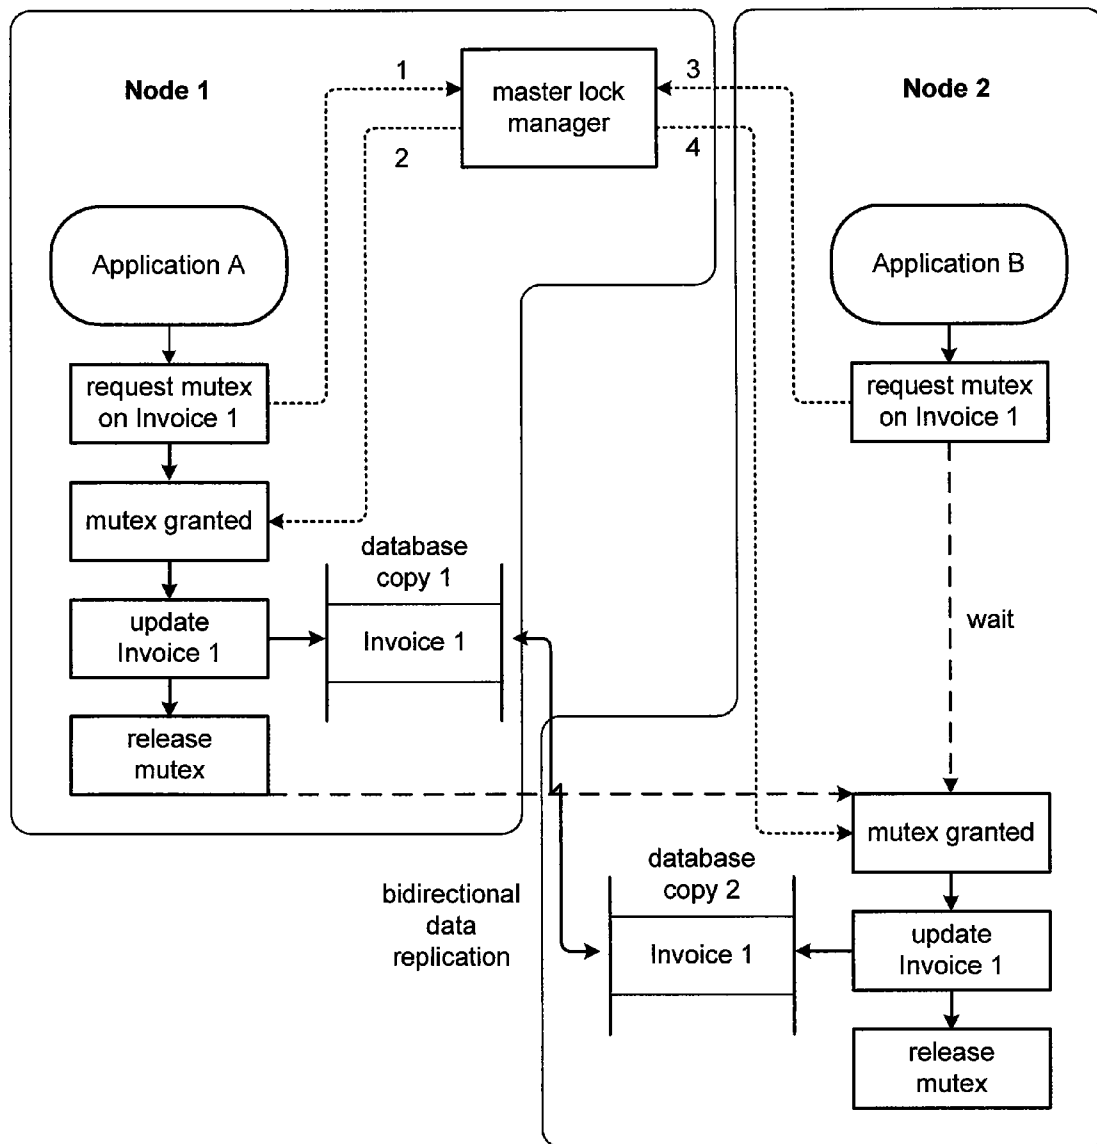 Node 1
1
master lock
manager
3
Node 2
2
4
Application A
Application B
request mutex
on Invoice 1
request mutex
on Invoice 1
mutex granted
database
copy 1
update
Invoice 1
Invoice 1
wait
release
mutex
mutex granted
bidirectional
data
replication
database
copy 2
Invoice 1
update
Invoice 1
release
mutex